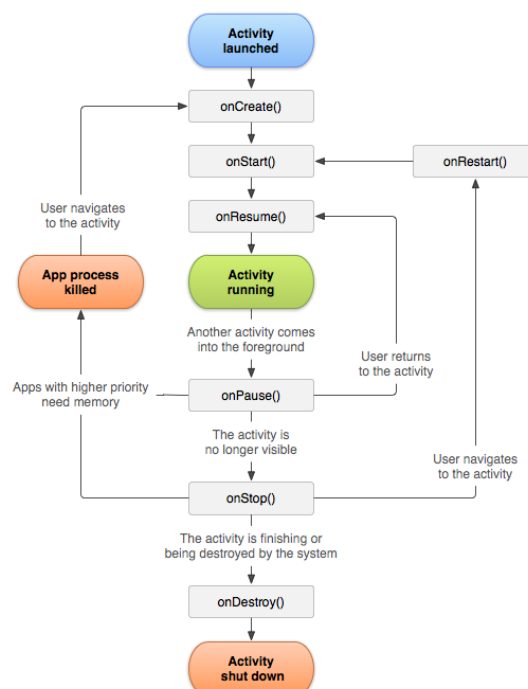 Activity
launched
onCreate()
onStart()
onRestart()
onResume()
User navigates
to the activity
App process
killed
Activity
running
Another activity comes
into the foreground
User returns
to the activity
Apps with higher priority
need memory
onPause()
The activity is
no longer visible
User navigates
to the activity
onStop()
The activity is finishing or
being destroyed by the system
onDestroy()
Activity
shut down